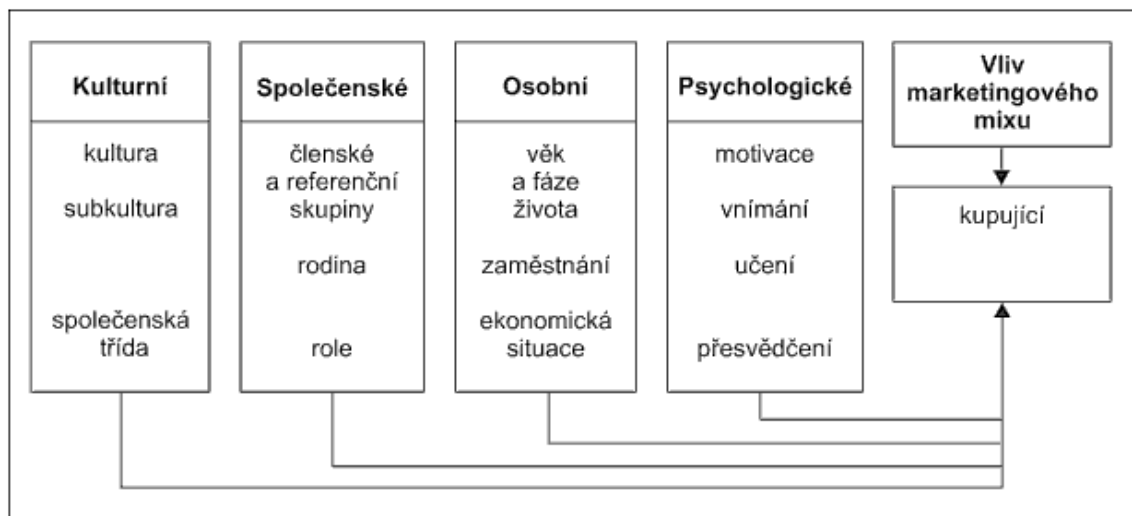 Kulturní
kultura
subkultura
společenská
třída
Společenské
členské
a referenční
skupiny
rodina
role
Osobní
věk
a fáze
života
zaměstnání
ekonomická
situace
Psychologické
motivace
vnímání
učení
přesvědčení
Vliv
marketingového
mixu
kupující